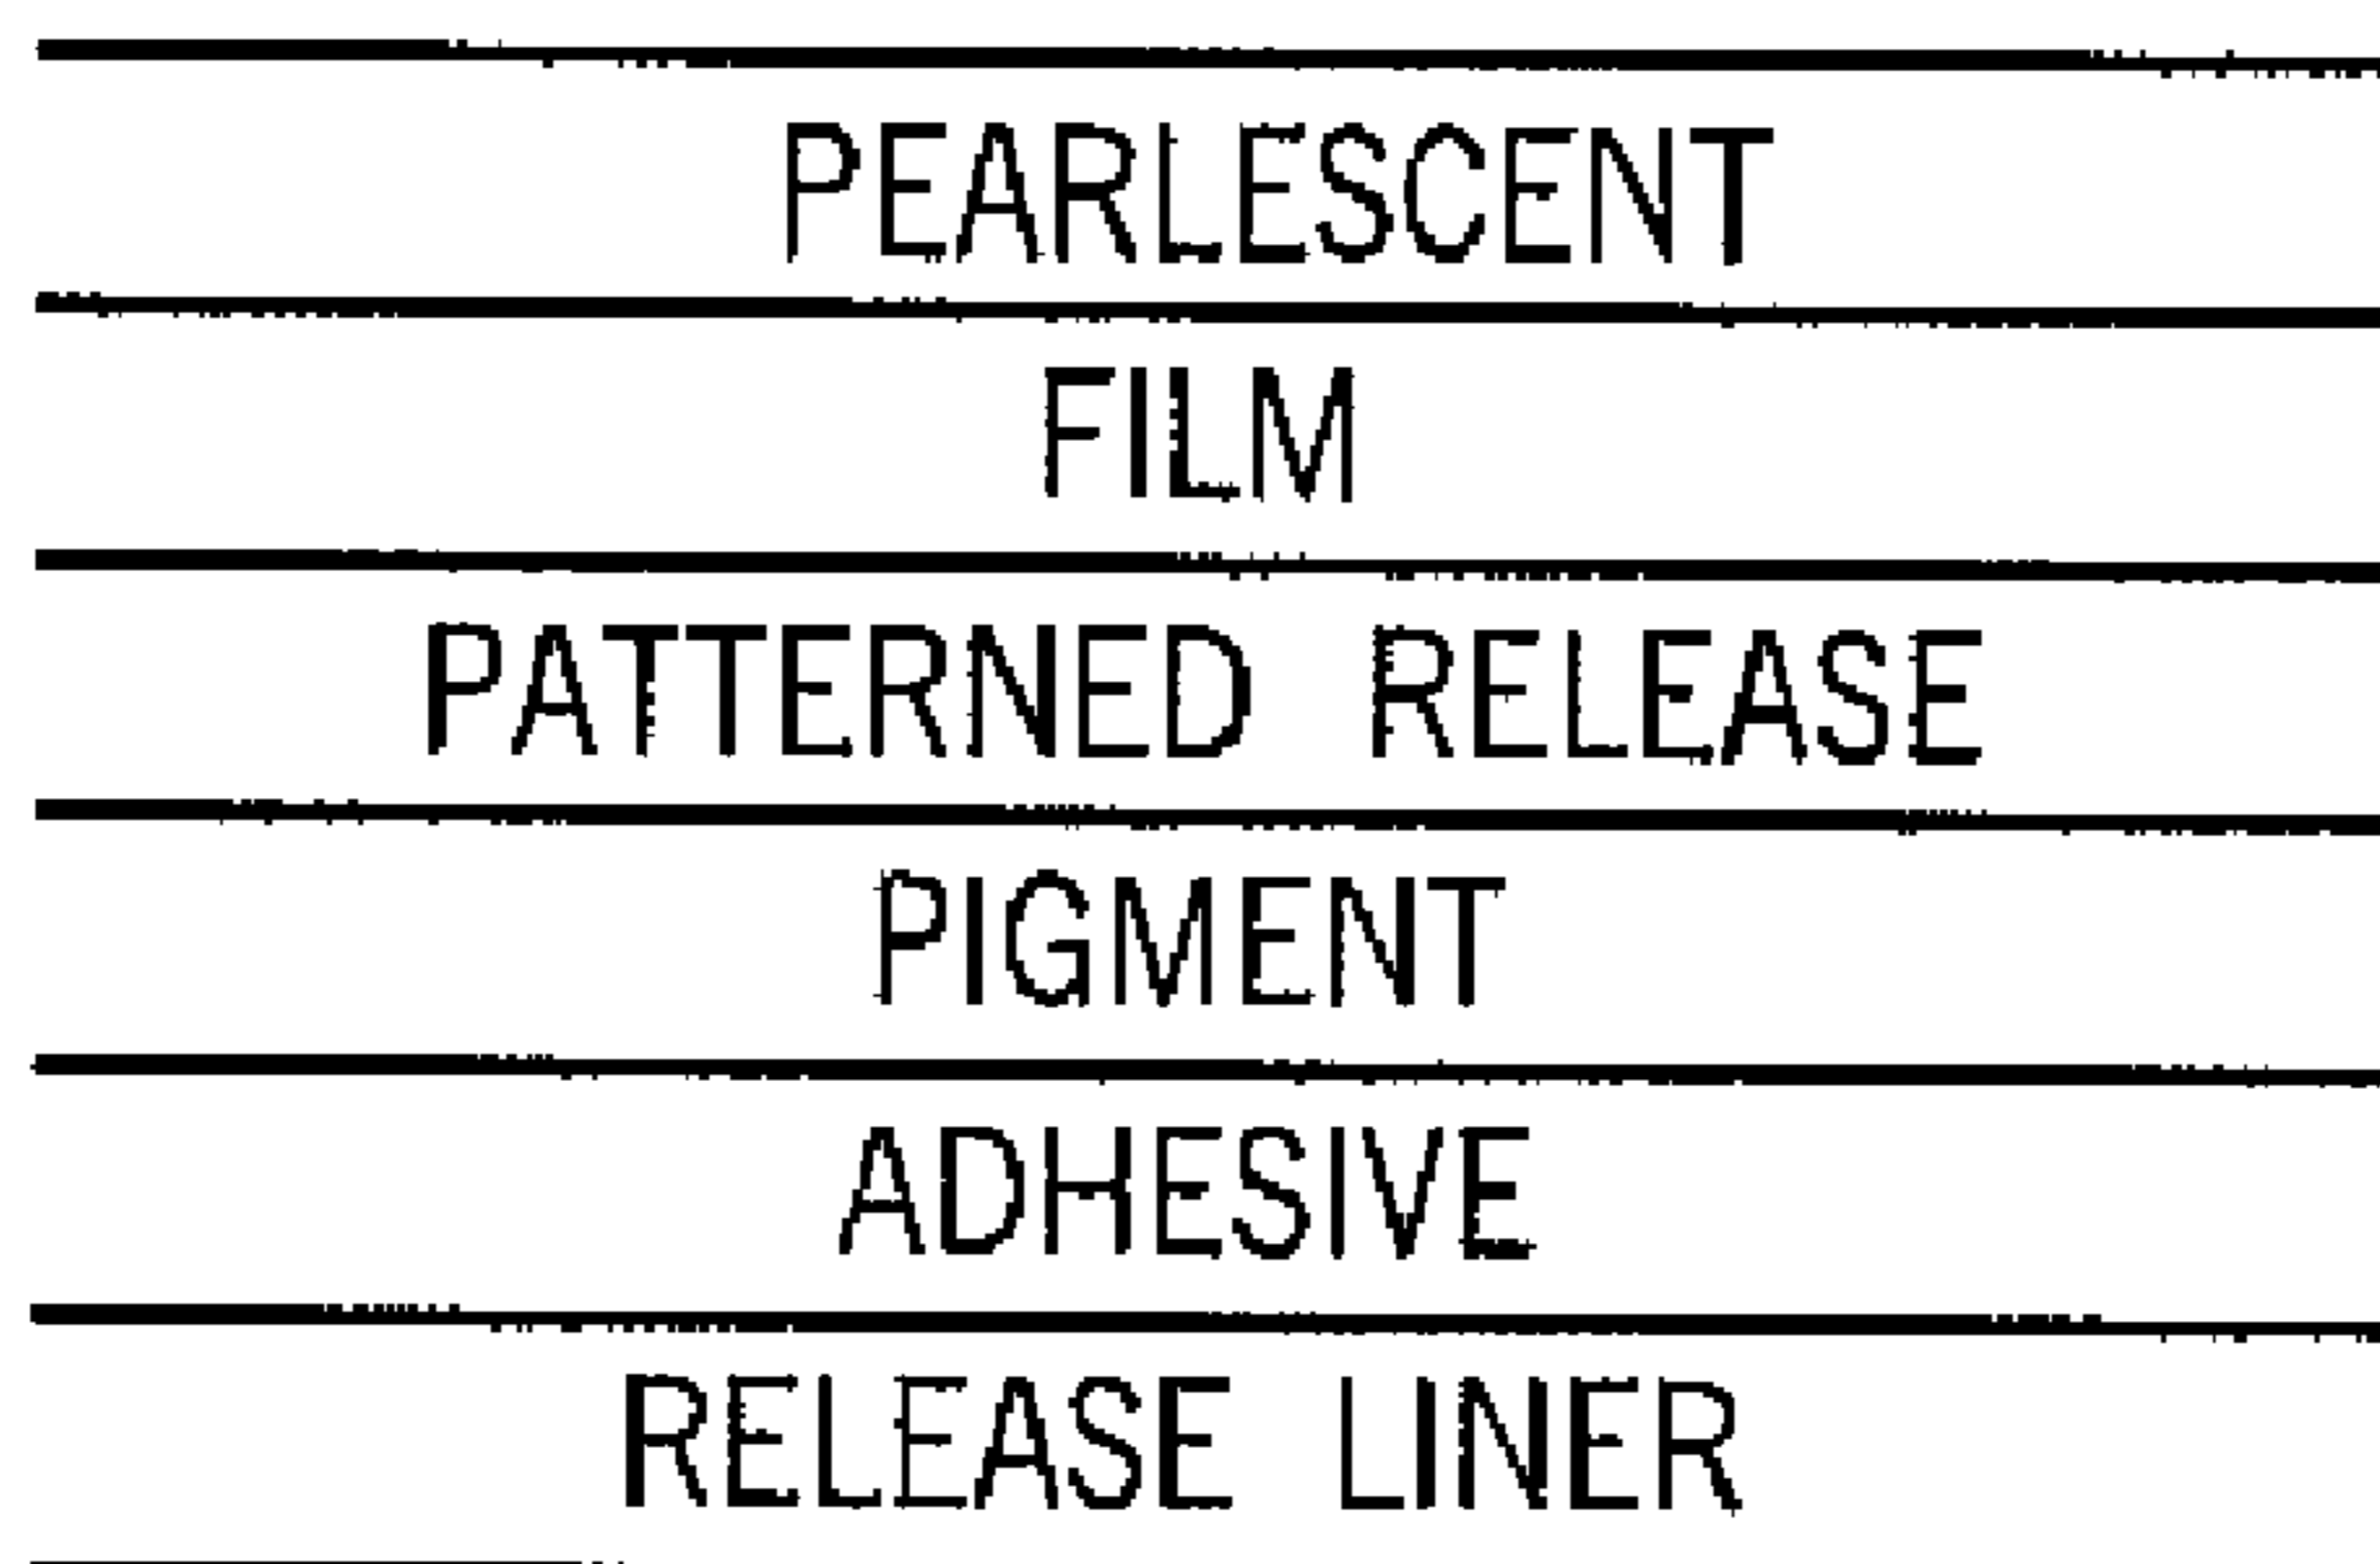 PEARLESCENT
FILM
PATTERNED RELEASE
PIGMENT
ADHESIVE
RELEASE LINER